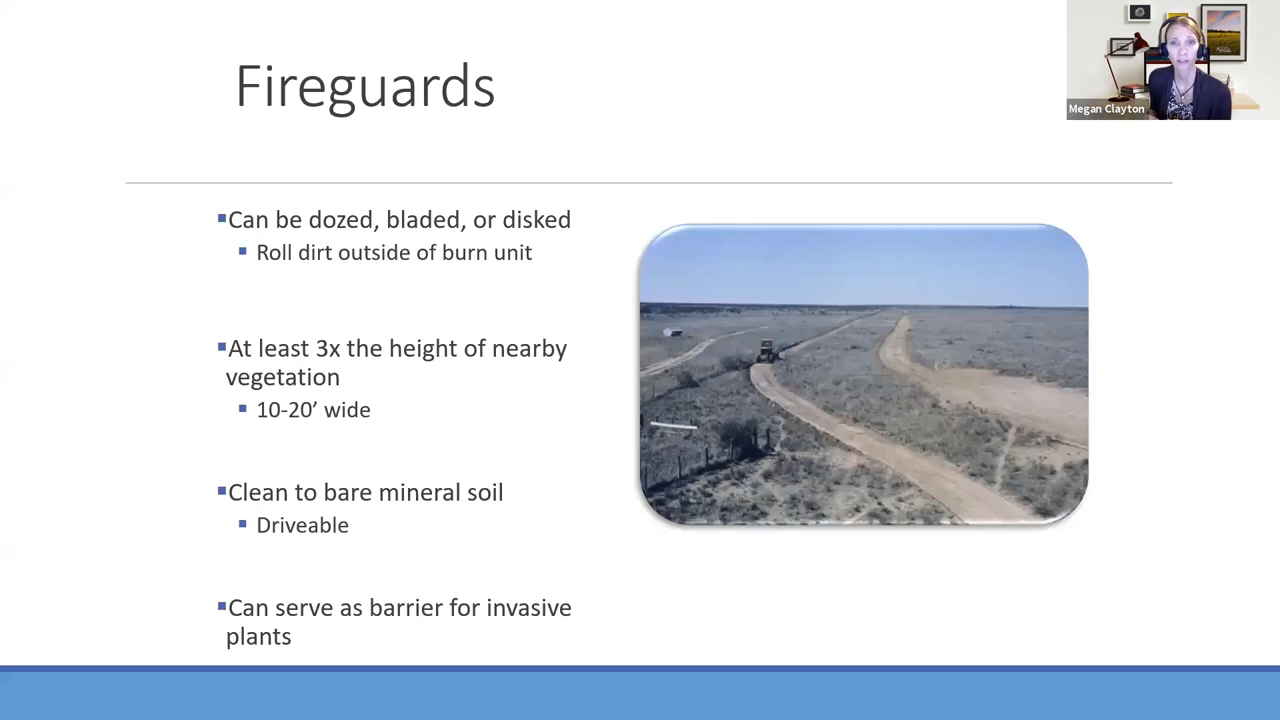 Fireguards
Megan Clayton
▪Can be dozed, bladed, or disked
▪ Roll dirt outside of burn unit
▪At least 3x the height of nearby
vegetation
▪ 10-20’ wide
▪Clean to bare mineral soil
▪ Driveable
▪Can serve as barrier for invasive
plants